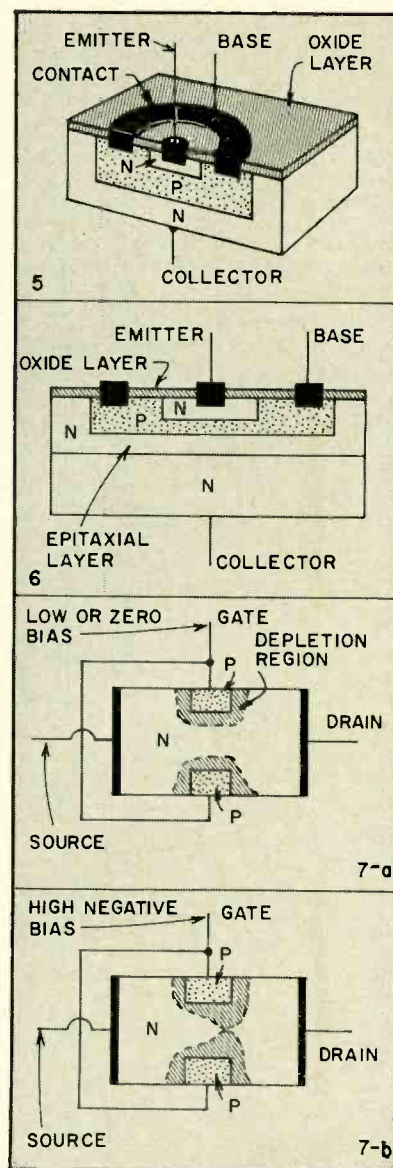 EMITTER
BASE
OXIDE
LAYER
CONTACT
N
P
N
COLLECTOR
5
EMITTER
BASE
OXIDE LAYER
N
P
N
N
EPITAXIAL
LAYER
COLLECTOR
6
LOW OR ZERO
BIAS
GATE
DEPLETION
REGION
P
DRAIN
N
P
SOURCE
7-a
HIGH NEGATIVE
BIAS
GATE
P
N
DRAIN
P
SOURCE
7-b